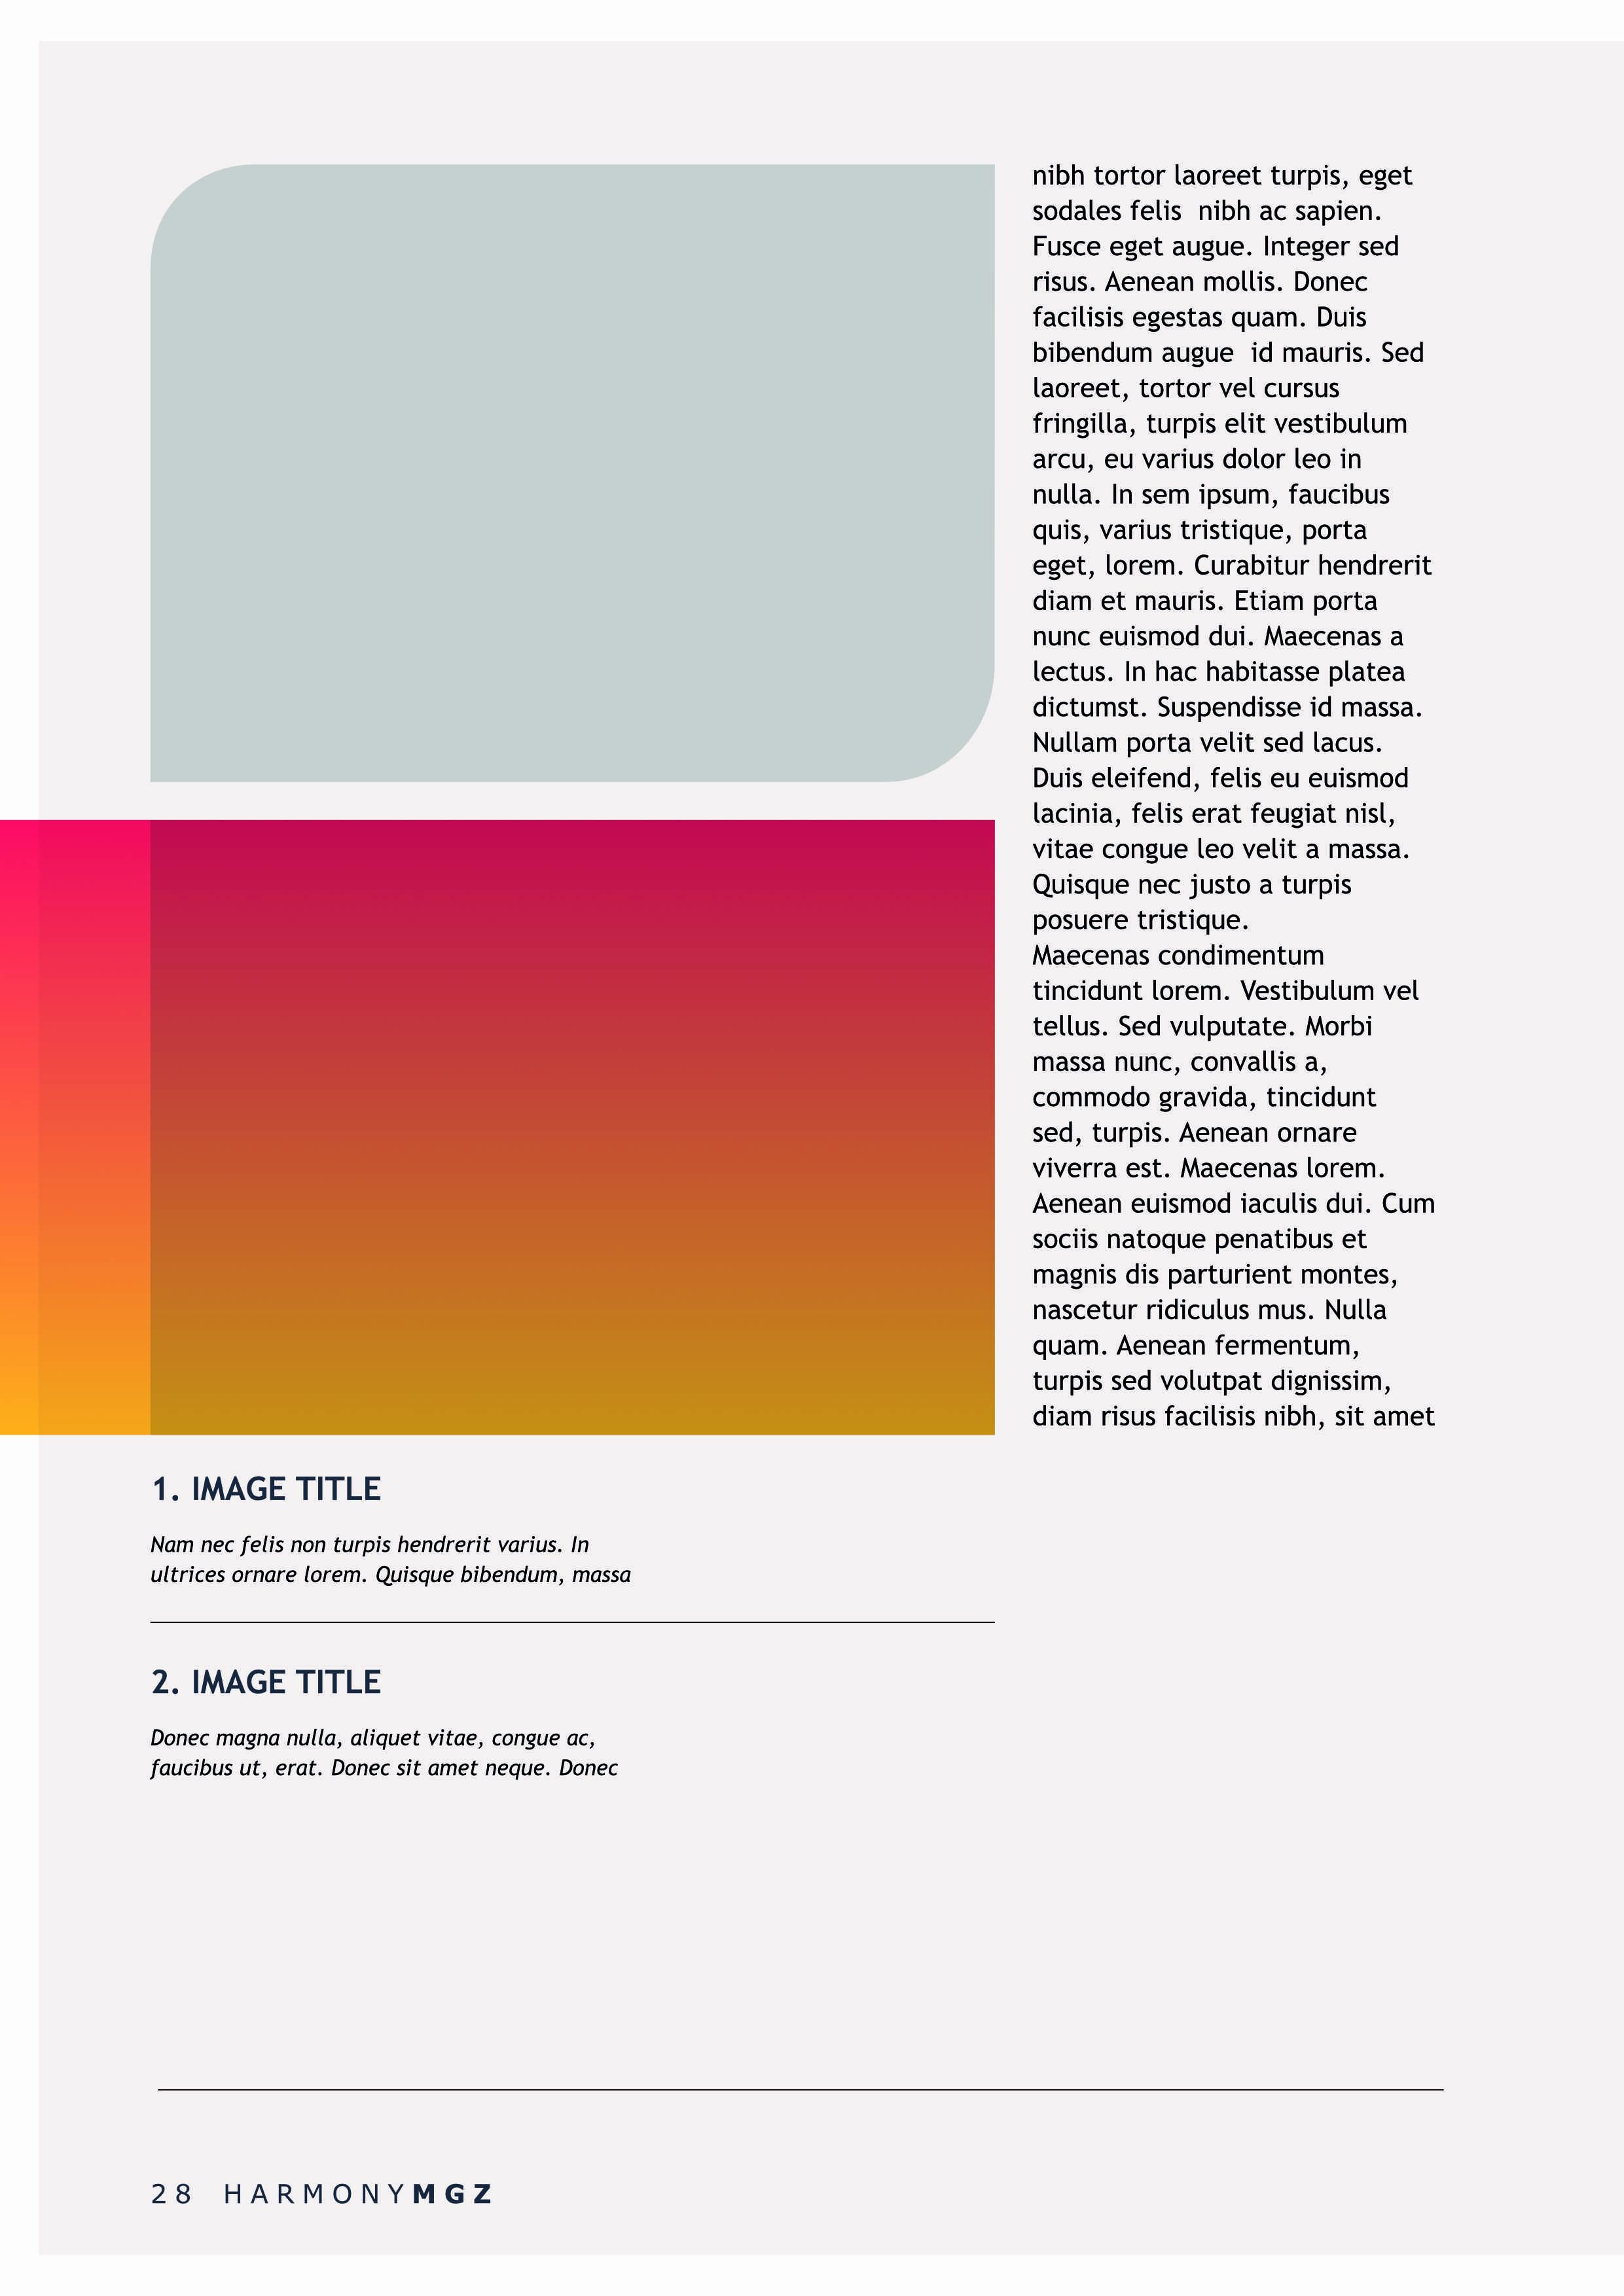 nibh tortor laoreet turpis, eget
sodales felis  nibh ac sapien.
Fusce eget augue. Integer sed
risus. Aenean mollis. Donec
facilisis egestas quam. Duis
bibendum augue  id mauris. Sed
laoreet, tortor vel cursus
fringilla, turpis elit vestibulum
arcu, eu varius dolor leo in
nulla. In sem ipsum, faucibus
quis, varius tristique, porta
eget, lorem. Curabitur hendrerit
diam et mauris. Etiam porta
nunc euismod dui. Maecenas a
lectus. In hac habitasse platea
dictumst. Suspendisse id massa.
Nullam porta velit sed lacus.
Duis eleifend, felis eu euismod
lacinia, felis erat feugiat nisl,
vitae congue leo velit a massa.
Quisque nec justo a turpis
posuere tristique.
Maecenas condimentum
tincidunt lorem. Vestibulum vel
tellus. Sed vulputate. Morbi
massa nunc, convallis a,
commodo gravida, tincidunt
sed, turpis. Aenean ornare
viverra est. Maecenas lorem.
Aenean euismod iaculis dui. Cum
sociis natoque penatibus et
magnis dis parturient montes,
nascetur ridiculus mus. Nulla
quam. Aenean fermentum,
turpis sed volutpat dignissim,
diam risus facilisis nibh, sit amet
1. IMAGE TITLE
Nam nec felis non turpis hendrerit varius. In
ultrices ornare lorem. Quisque bibendum, massa
2. IMAGE TITLE
Donec magna nulla, aliquet vitae, congue ac,
faucibus ut, erat. Donec sit amet neque. Donec
28 HARMONYMGZ